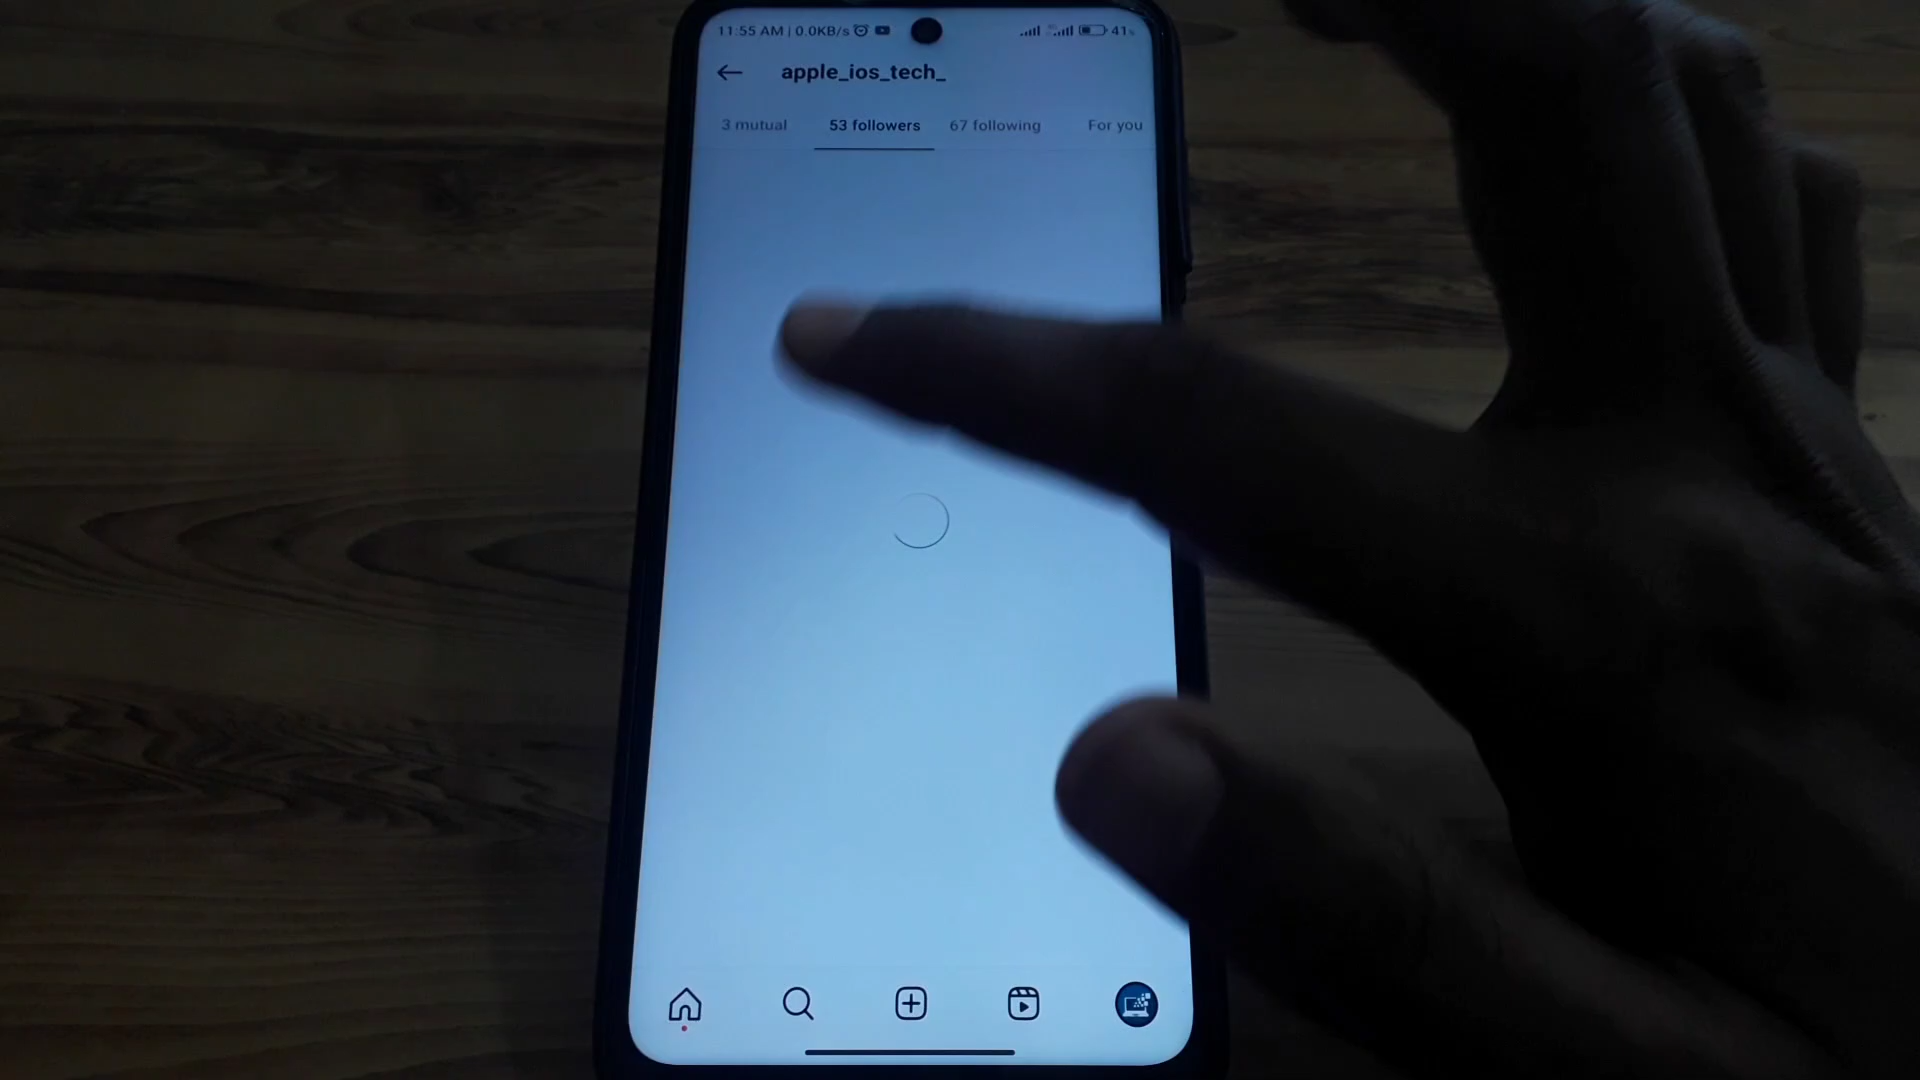 11:55 AM | 0.0KB/s 41%
apple_ios_tech_
3 mutual 53 followers 67 following For you